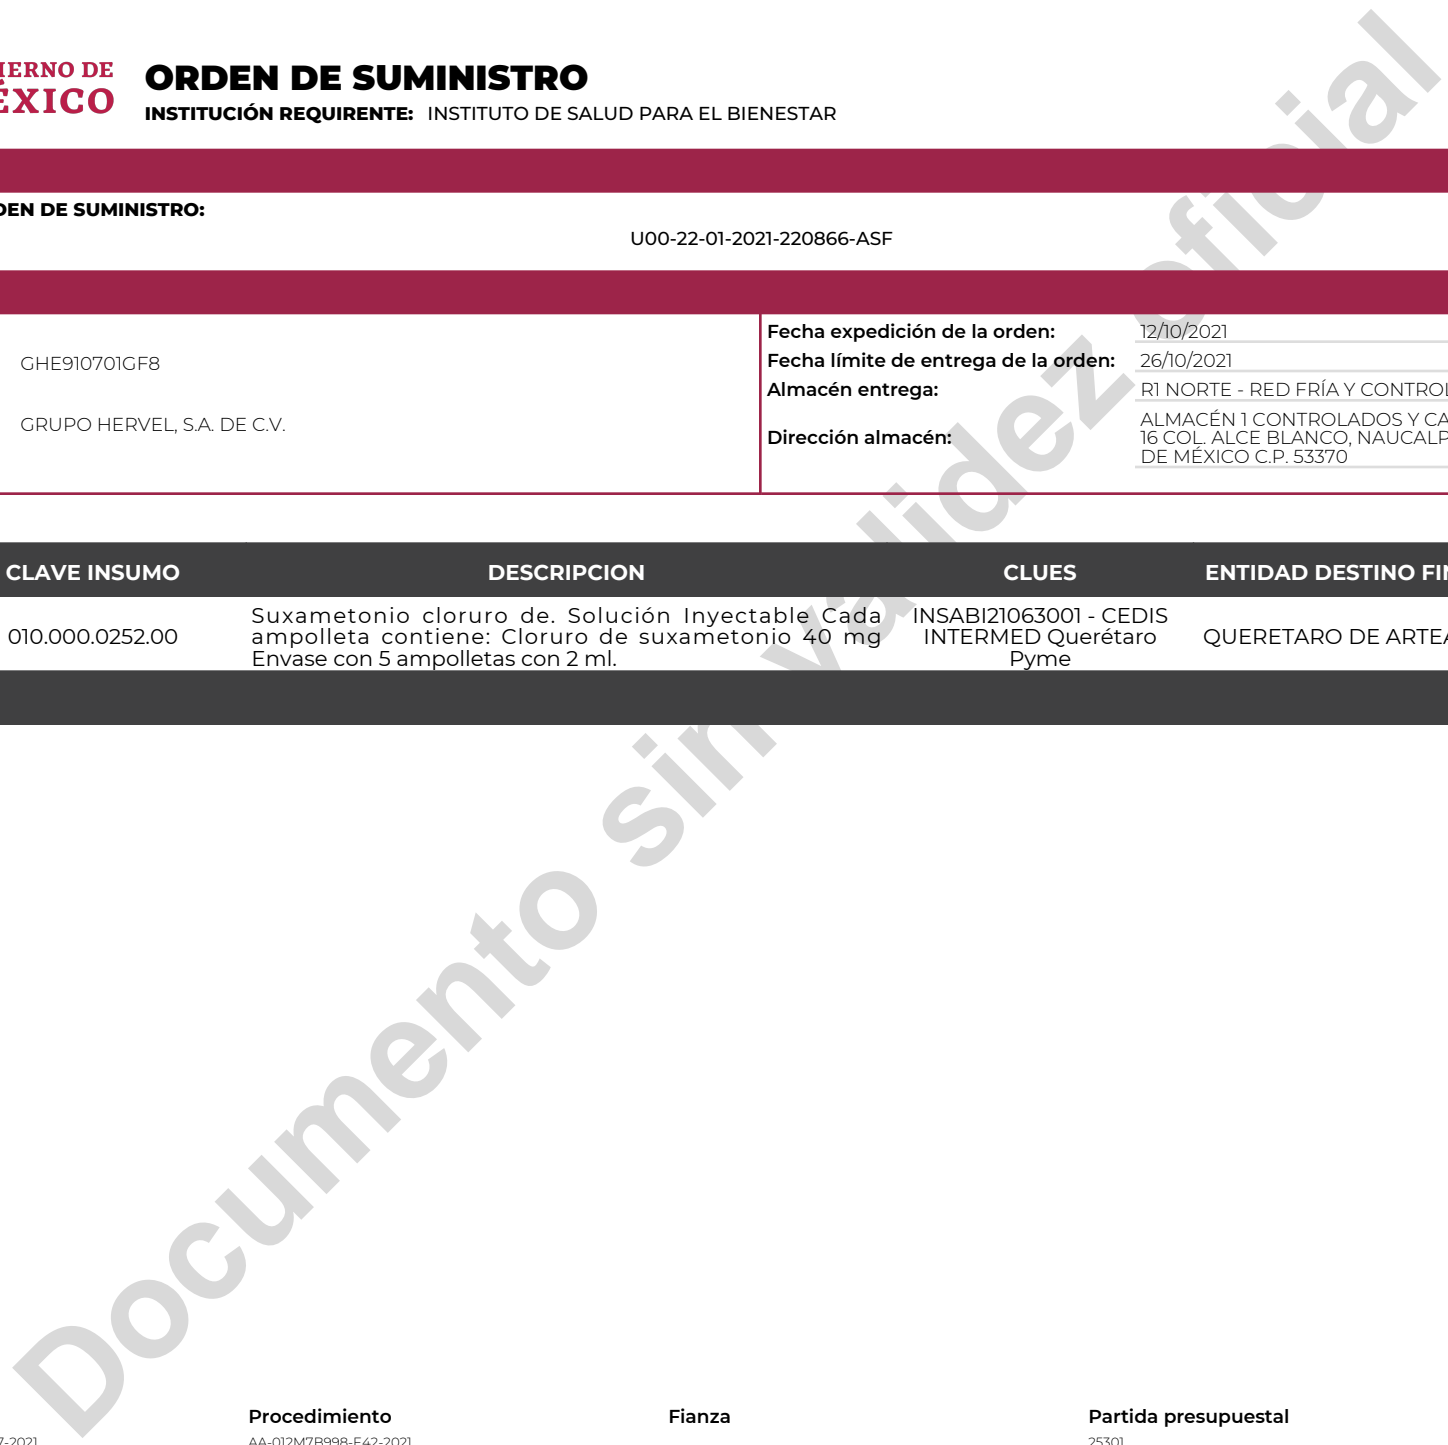 IERNO DE
ÉXICO
ORDEN DE SUMINISTRO
INSTITUCIÓN REQUIRENTE: INSTITUTO DE SALUD PARA EL BIENESTAR
DEN DE SUMINISTRO:
U00-22-01-2021-220866-ASF
GHE910701GF8
GRUPO HERVEL, S.A. DE C.V.
Fecha expedición de la orden: 12/10/2021
Fecha límite de entrega de la orden: 26/10/2021
Almacén entrega: R1 NORTE - RED FRÍA Y CONTROL
Dirección almacén: ALMACÉN 1 CONTROLADOS Y CA
16 COL. ALCE BLANCO, NAUCALP
DE MÉXICO C.P. 53370
CLAVE INSUMO DESCRIPCION CLUES ENTIDAD DESTINO FIN
010.000.0252.00
Suxametonio cloruro de. Solución Inyectable Cada
ampolleta contiene: Cloruro de suxametonio 40 mg
Envase con 5 ampolletas con 2 ml.
INSABI21063001 - CEDIS
INTERMED Querétaro
Pyme
QUERETARO DE ARTEA
Documento sin validez oficial
Procedimiento Fianza Partida presupuestal
7-2021 AA-012M7B998-E42-2021 25301